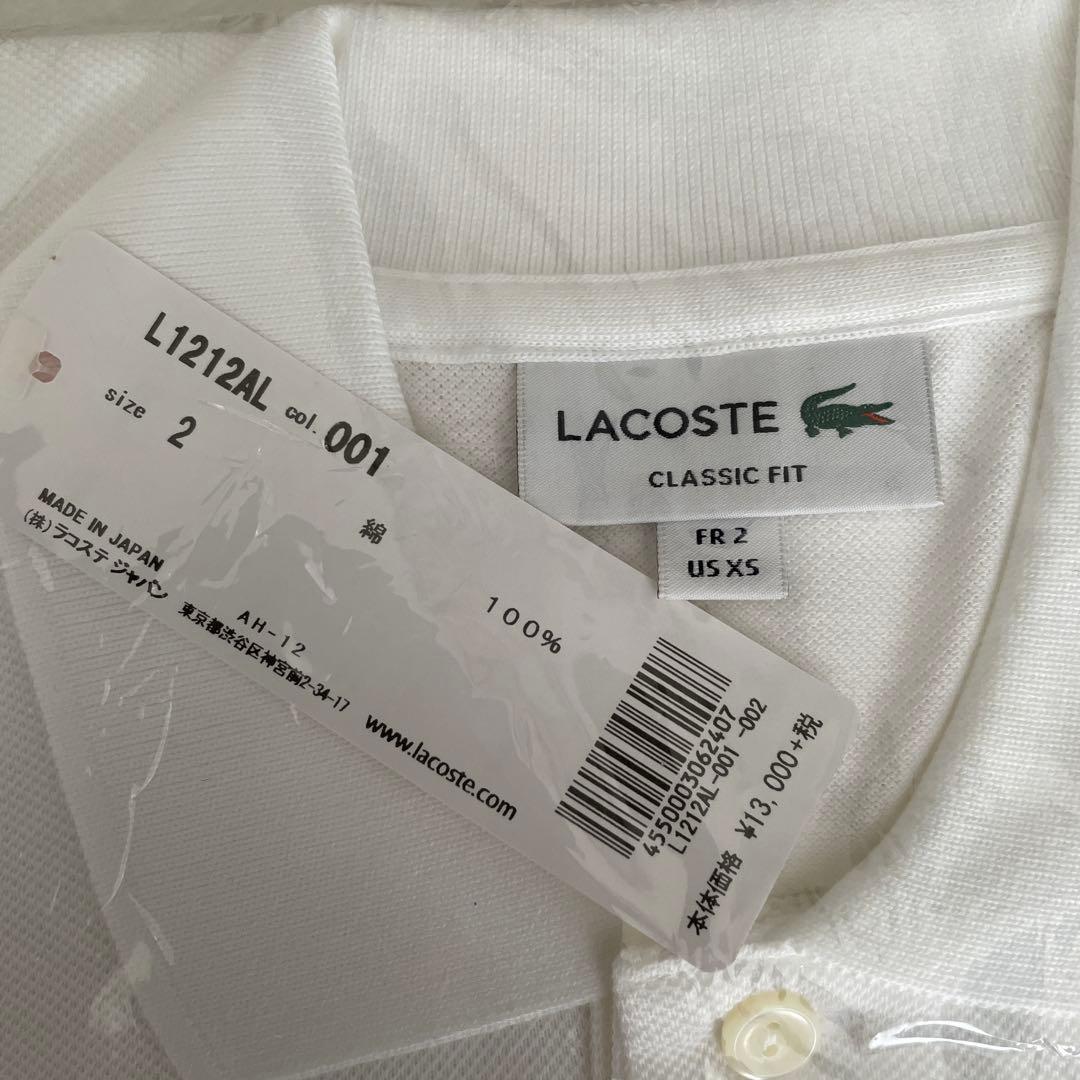 L1212AL col. 001
size 2
綿 100%
MADE IN JAPAN
(株)ラコステ ジャパン
AH-12
東京都渋谷区神宮前2-34-17
www.lacoste.com
4550003062407
L1212AL-001 -002
本体価格 ¥13,000+税
LACOSTE
CLASSIC FIT
FR 2
US XS